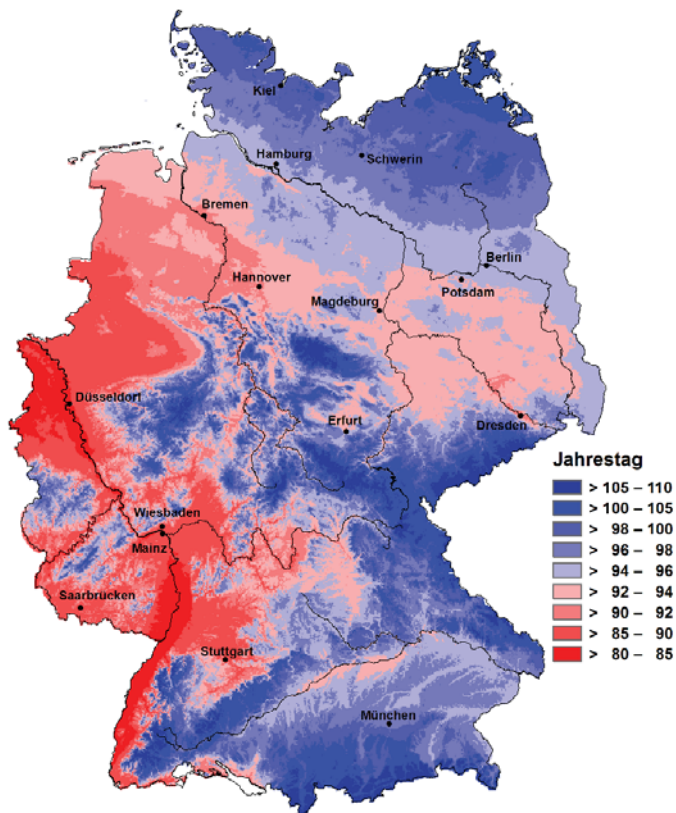 Kiel
Hamburg
Schwerin
Bremen
Berlin
Hannover
Potsdam
Magdeburg
Düsseldorf
Erfurt
Dresden
Wiesbaden
Mainz
Saarbrücken
Stuttgart
München
Jahrestag
> 105 – 110
> 100 – 105
> 98 – 100
> 96 – 98
> 94 – 96
> 92 – 94
> 90 – 92
> 85 – 90
> 80 – 85